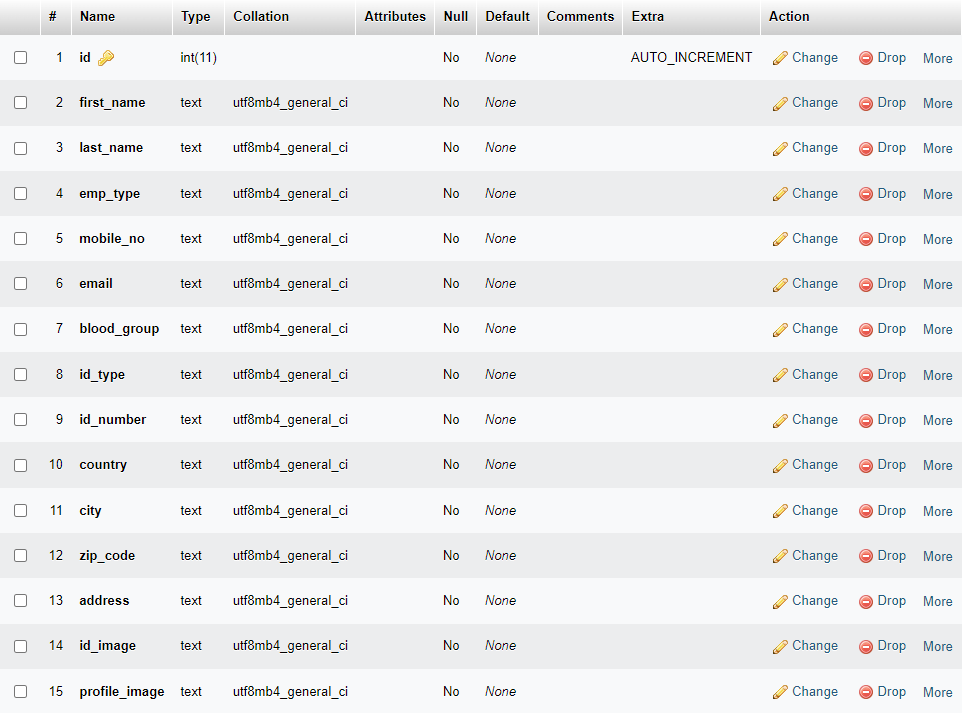 # Name Type Collation Attributes Null Default Comments Extra Action
1 id int(11) No None AUTO_INCREMENT Change Drop More
2 first_name text utf8mb4_general_ci No None Change Drop More
3 last_name text utf8mb4_general_ci No None Change Drop More
4 emp_type text utf8mb4_general_ci No None Change Drop More
5 mobile_no text utf8mb4_general_ci No None Change Drop More
6 email text utf8mb4_general_ci No None Change Drop More
7 blood_group text utf8mb4_general_ci No None Change Drop More
8 id_type text utf8mb4_general_ci No None Change Drop More
9 id_number text utf8mb4_general_ci No None Change Drop More
10 country text utf8mb4_general_ci No None Change Drop More
11 city text utf8mb4_general_ci No None Change Drop More
12 zip_code text utf8mb4_general_ci No None Change Drop More
13 address text utf8mb4_general_ci No None Change Drop More
14 id_image text utf8mb4_general_ci No None Change Drop More
15 profile_image text utf8mb4_general_ci No None Change Drop More